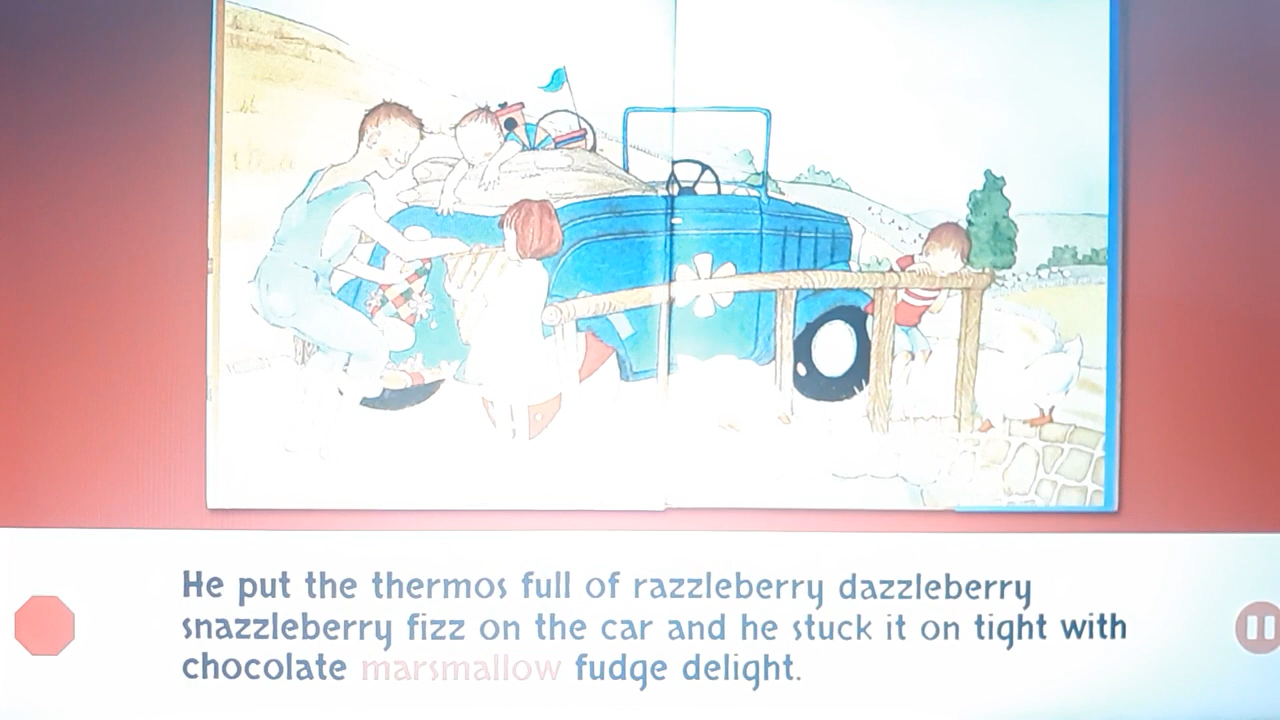 He put the thermos full of razzleberry dazzleberry
snazzleberry fizz on the car and he stuck it on tight with
chocolate marsmallow fudge delight.